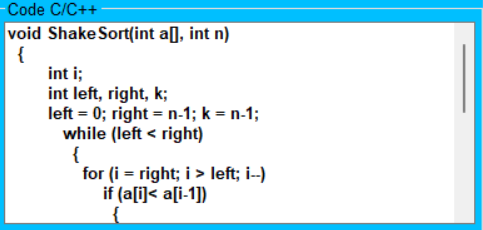 Code C/C++
void ShakeSort(int a[], int n)
{
int i;
int left, right, k;
left = 0; right = n-1; k = n-1;
while (left < right)
{
for (i = right; i > left; i--)
if (a[i]< a[i-1])
{